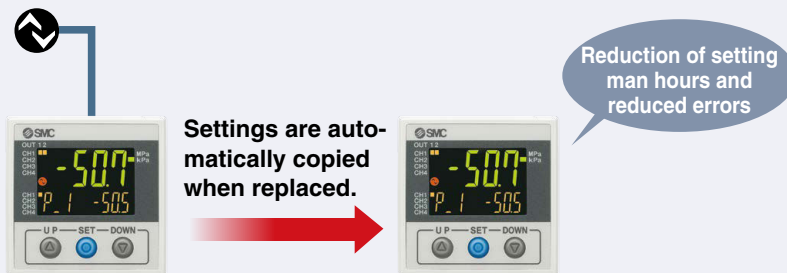 Reduction of setting
man hours and
reduced errors
Settings are auto-
matically copied
when replaced.
SMC
OUT 1 2
CH1
CH2
CH3
CH4
-50.7
MPa
kPa
CH1
CH2
CH3
CH4
P_1 -50.5
UP SET DOWN
SMC
OUT 1 2
CH1
CH2
CH3
CH4
-50.7
MPa
kPa
CH1
CH2
CH3
CH4
P_1 -50.5
UP SET DOWN